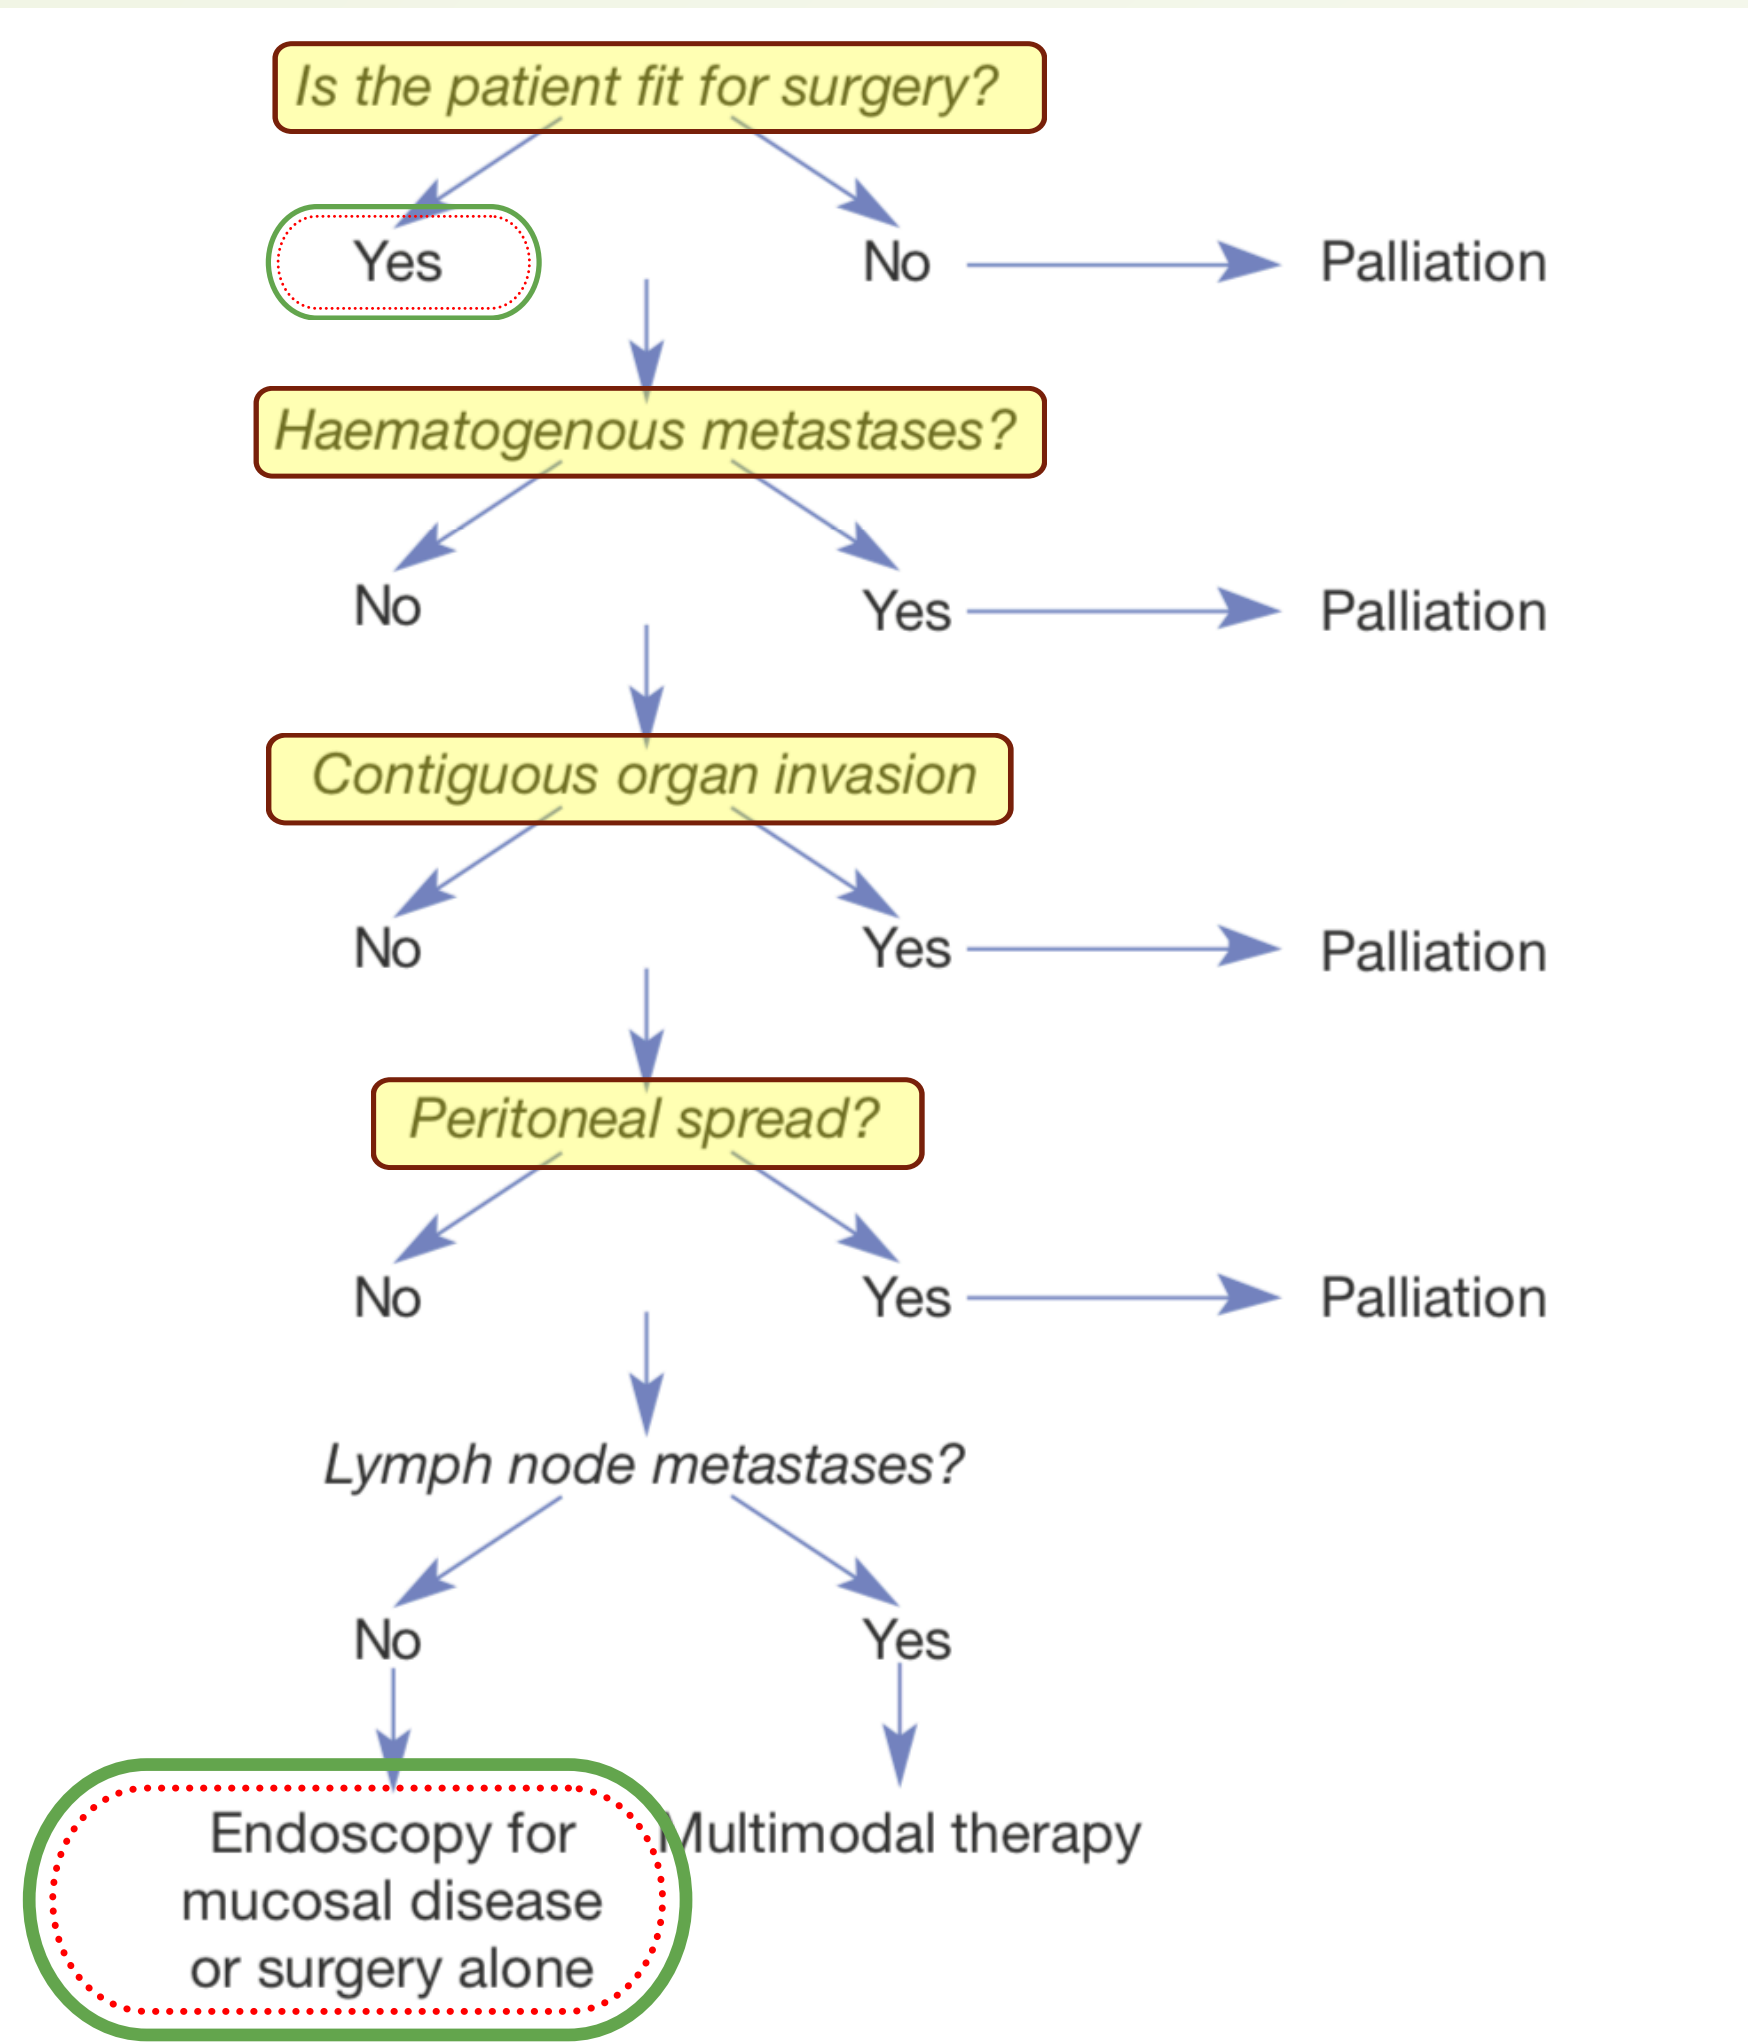 Is the patient fit for surgery?
Yes
No
Palliation
Haematogenous metastases?
No
Yes
Palliation
Contiguous organ invasion
No
Yes
Palliation
Peritoneal spread?
No
Yes
Palliation
Lymph node metastases?
No
Yes
Endoscopy for
mucosal disease
or surgery alone
Multimodal therapy